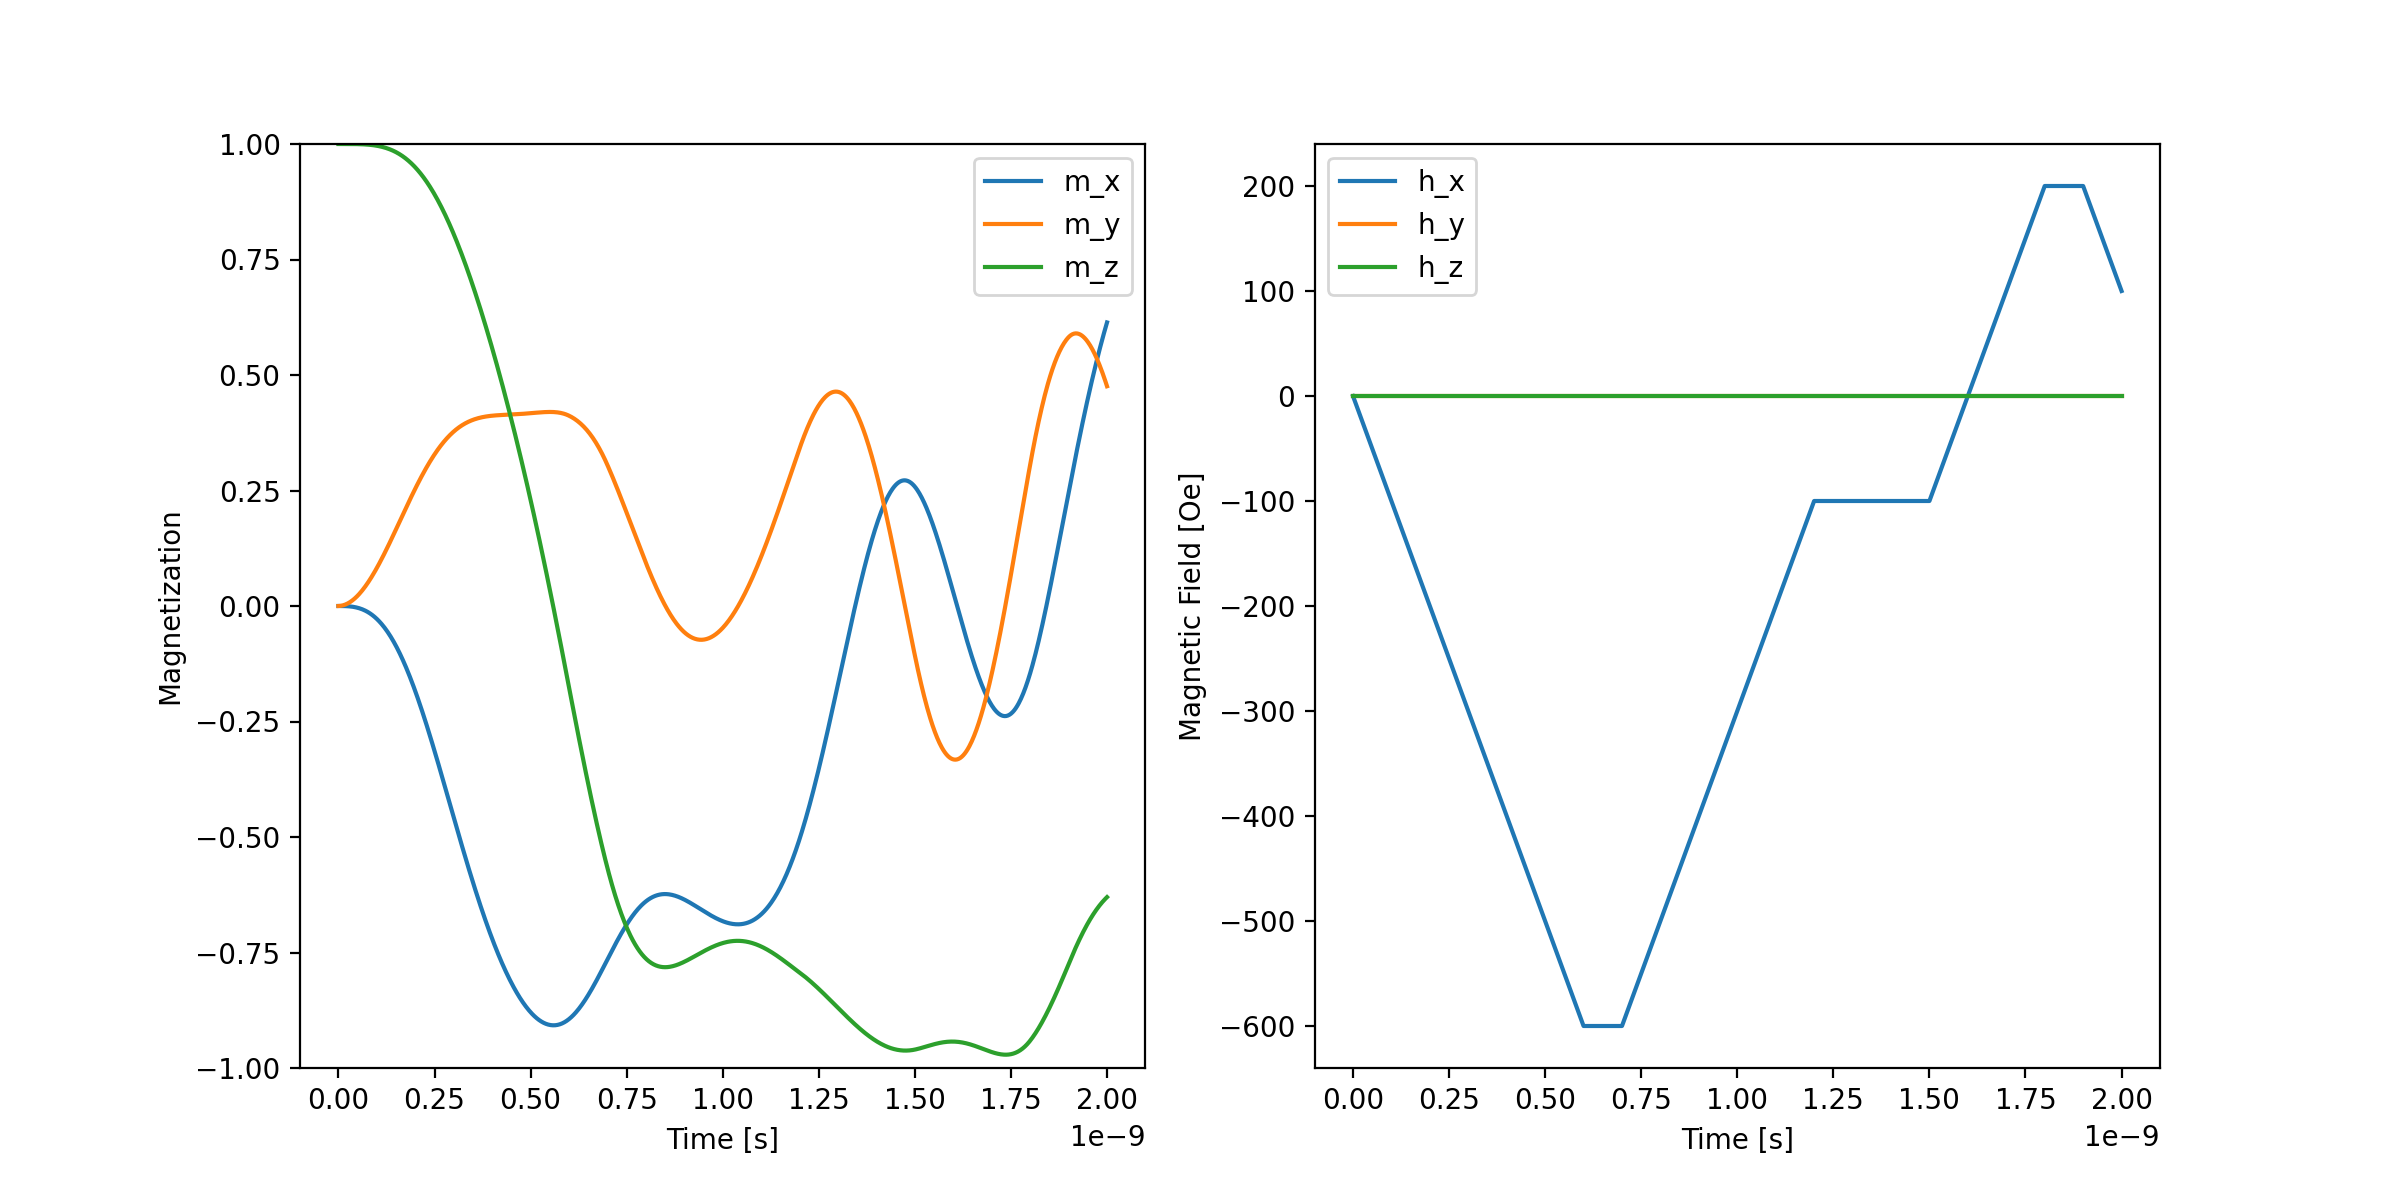 1.00
0.75
0.50
0.25
0.00
−0.25
−0.50
−0.75
−1.00
Magnetization
m_x
m_y
m_z
0.00 0.25 0.50 0.75 1.00 1.25 1.50 1.75 2.00
Time [s]
1e−9
200
100
0
−100
−200
−300
−400
−500
−600
Magnetic Field [Oe]
h_x
h_y
h_z
0.00 0.25 0.50 0.75 1.00 1.25 1.50 1.75 2.00
Time [s]
1e−9